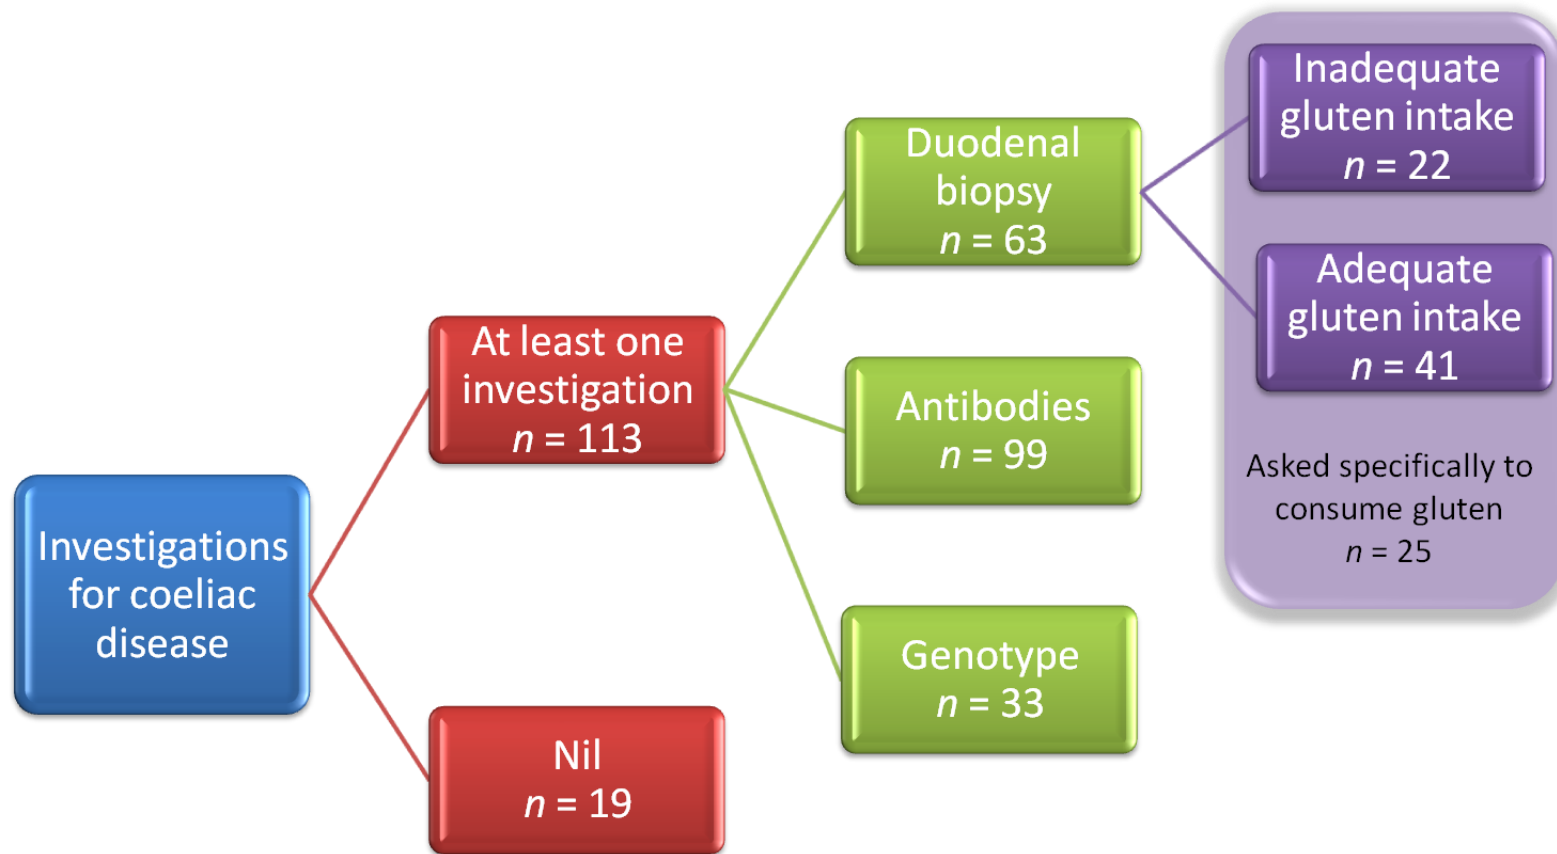 Investigations
for coeliac
disease
At least one
investigation
n = 113
Nil
n = 19
Duodenal
biopsy
n = 63
Antibodies
n = 99
Genotype
n = 33
Inadequate
gluten intake
n = 22
Adequate
gluten intake
n = 41
Asked specifically to
consume gluten
n = 25